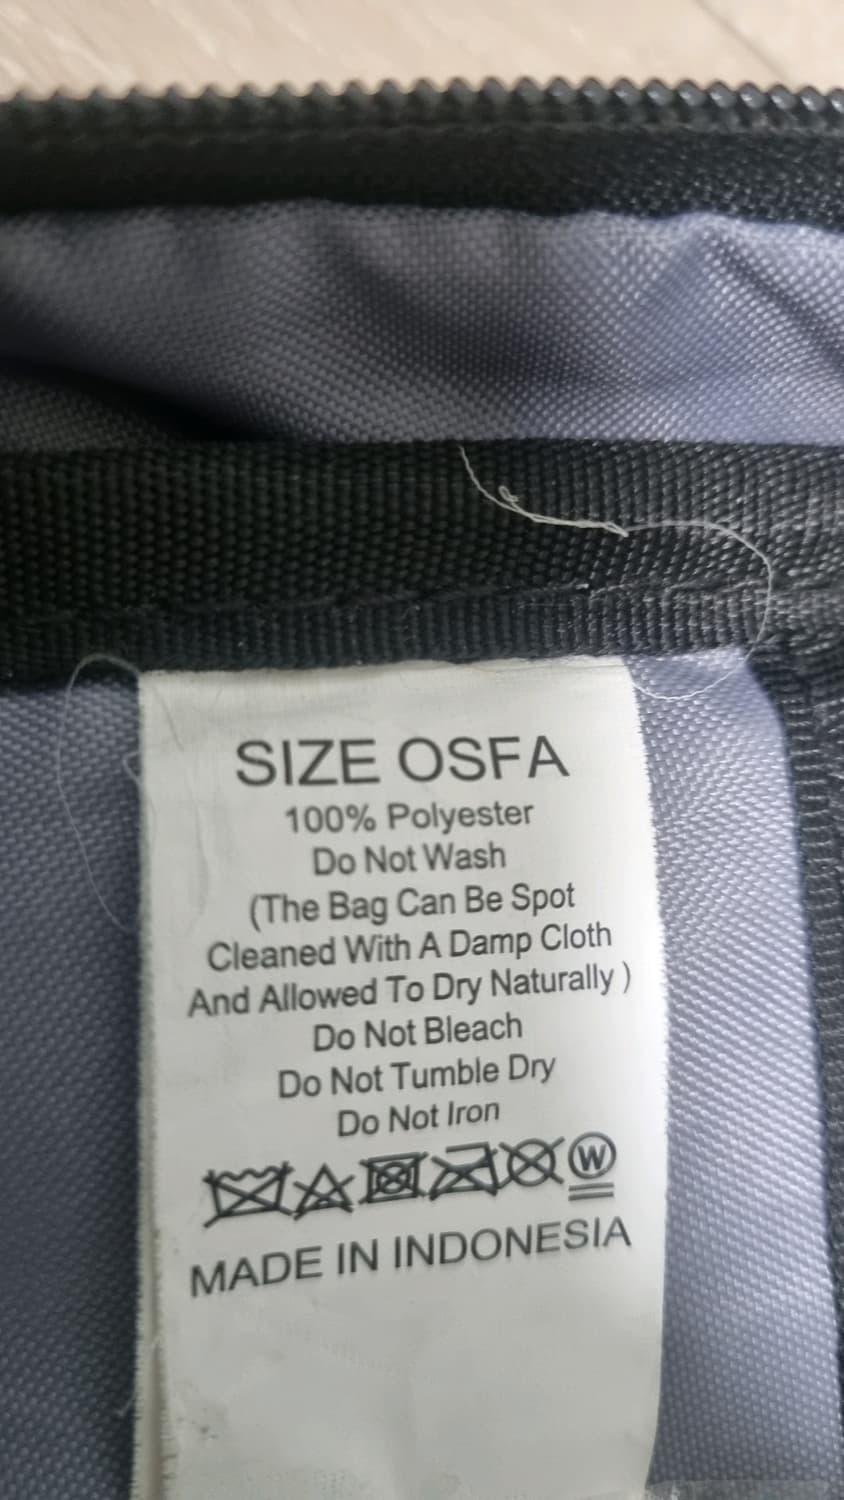 SIZE OSFA
100% Polyester
Do Not Wash
(The Bag Can Be Spot
Cleaned With A Damp Cloth
And Allowed To Dry Naturally )
Do Not Bleach
Do Not Tumble Dry
Do Not Iron
W
MADE IN INDONESIA